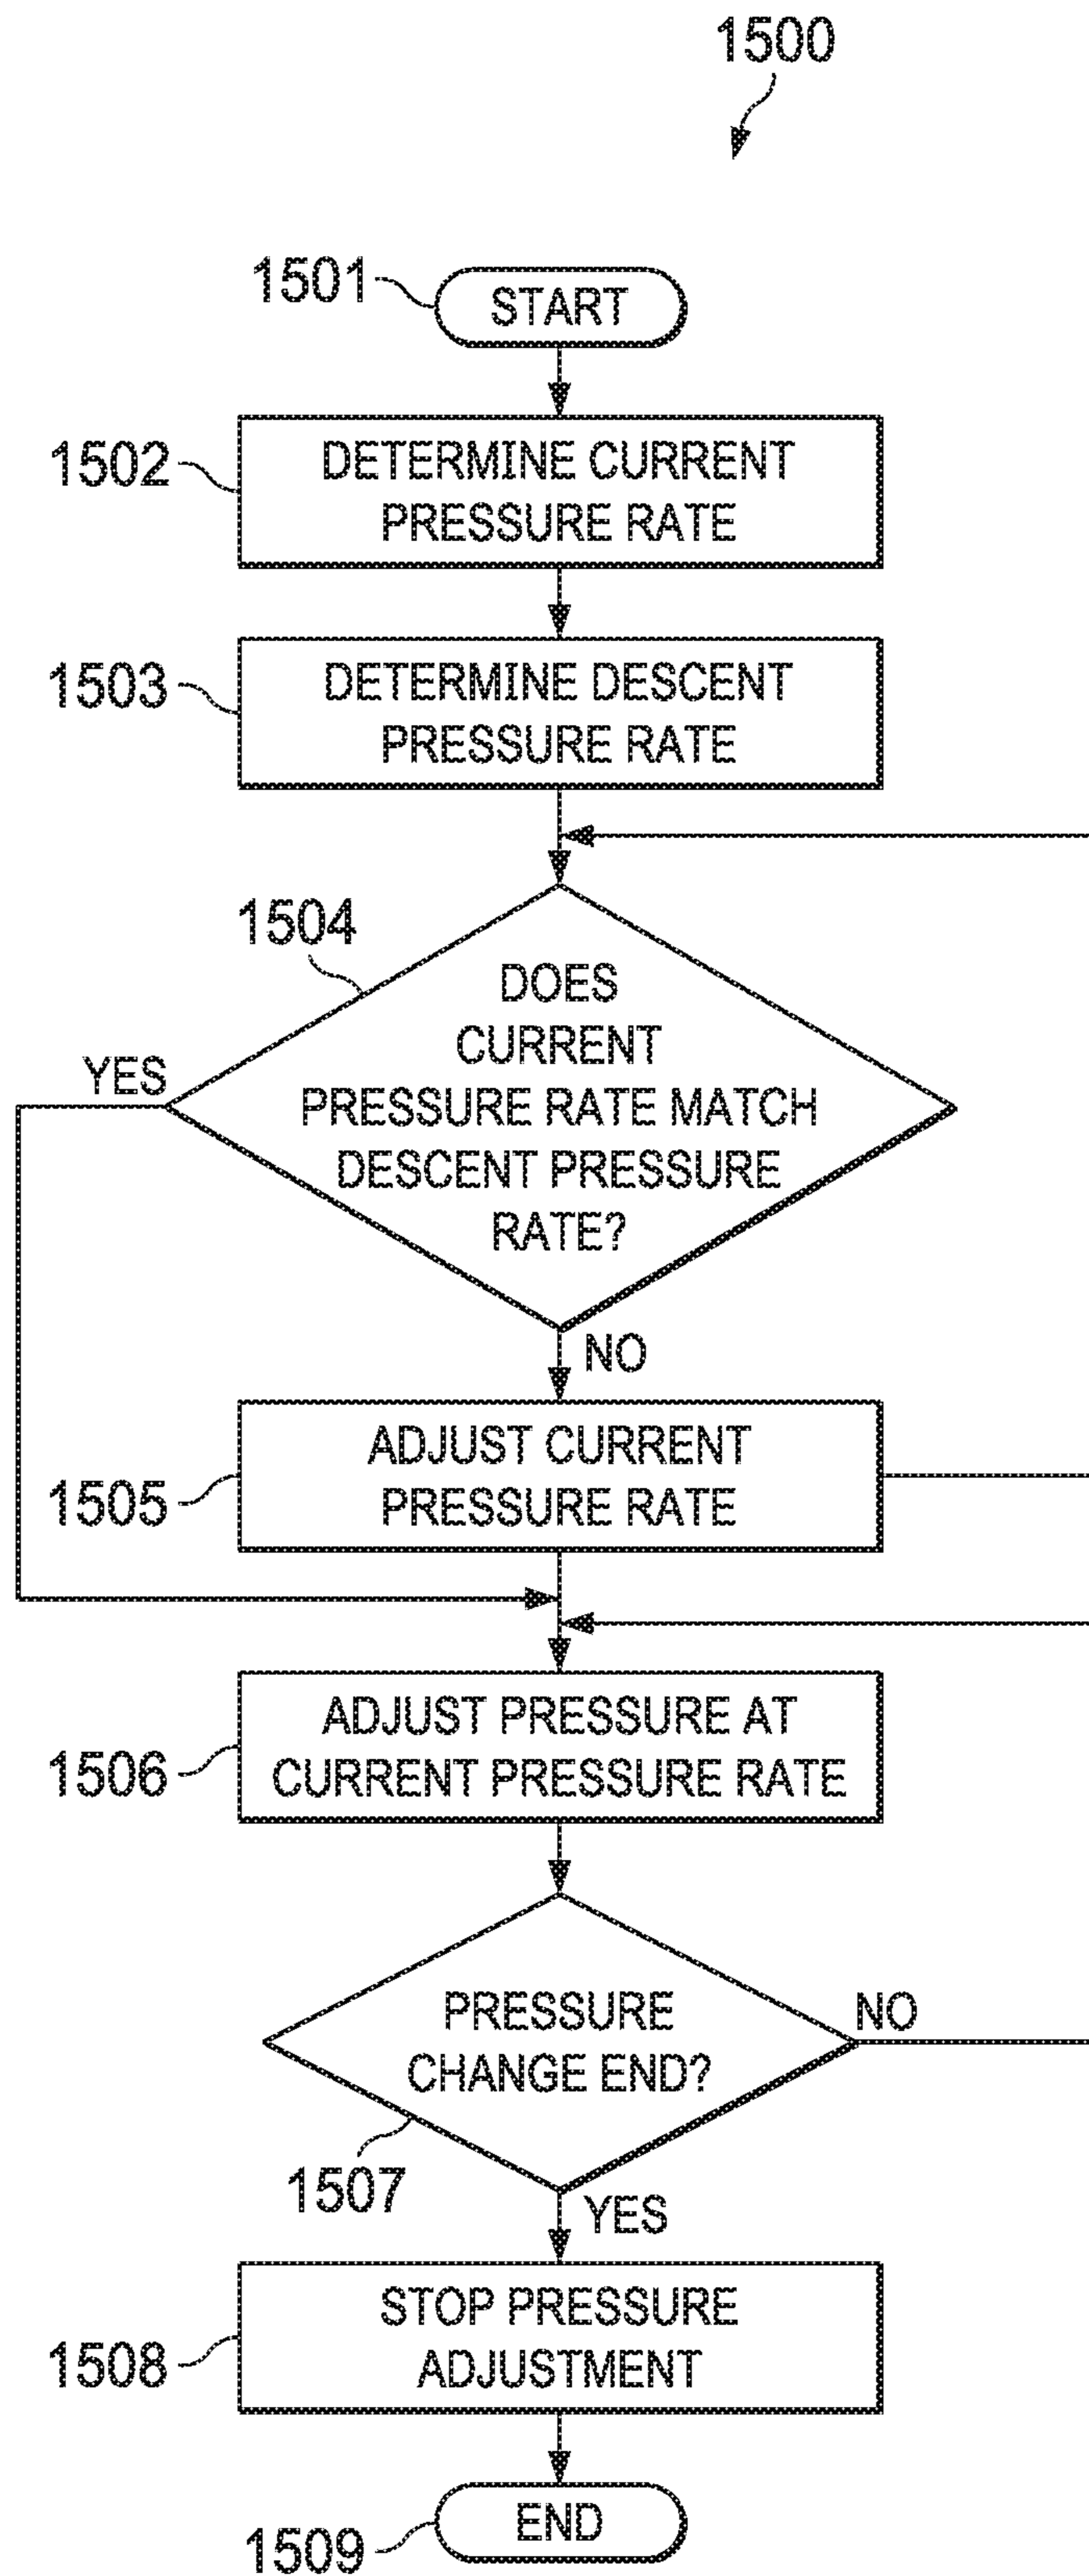 1500
1501
START
1502
DETERMINE CURRENT
PRESSURE RATE
1503
DETERMINE DESCENT
PRESSURE RATE
1504
DOES
CURRENT
PRESSURE RATE MATCH
DESCENT PRESSURE
RATE?
YES
NO
1505
ADJUST CURRENT
PRESSURE RATE
1506
ADJUST PRESSURE AT
CURRENT PRESSURE RATE
PRESSURE
CHANGE END?
NO
1507
YES
1508
STOP PRESSURE
ADJUSTMENT
1509
END